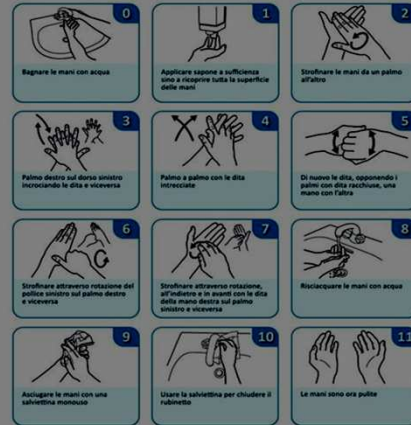 0
Bagnare le mani con acqua
1
Applicare sapone a sufficienza
sino a ricoprire tutta la superficie
delle mani
2
Strofinare le mani da un palmo
all'altro
3
Palmo destro sul dorso sinistro
incrociando le dita e viceversa
4
Palmo a palmo con le dita
intrecciate
5
Di nuovo le dita, opponendo i
palmi con dita racchiuse, una
mano con l'altra
6
Strofinare attraverso rotazione del
pollice sinistro sul palmo destro
e viceversa
7
Strofinare attraverso rotazione,
all'indietro e in avanti con le dita
della mano destra sul palmo
sinistro e viceversa
8
Risciacquare le mani con acqua
9
Asciugare le mani con una
salviettina monouso
10
Usare la salviettina per chiudere il
rubinetto
11
Le mani sono ora pulite